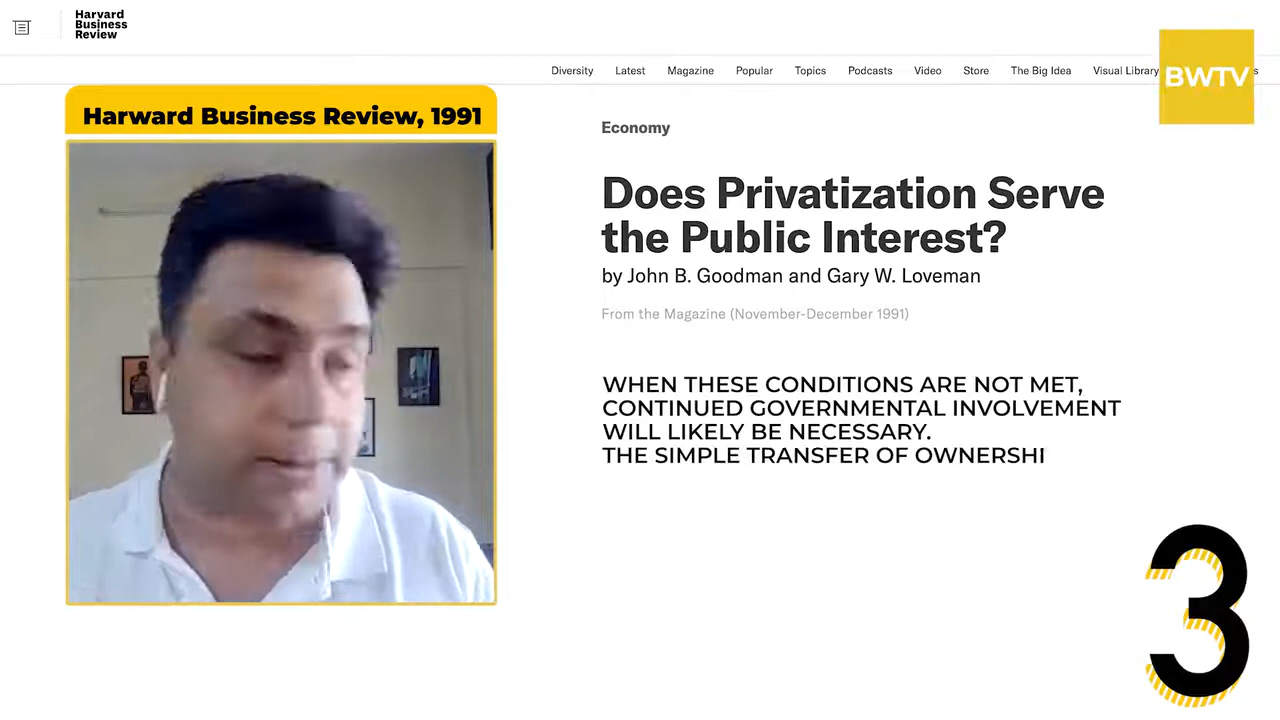 Harvard
Business
Review
Diversity Latest Magazine Popular Topics Podcasts Video Store The Big Idea Visual Library
BWTV
Harward Business Review, 1991
Economy
Does Privatization Serve
the Public Interest?
by John B. Goodman and Gary W. Loveman
From the Magazine (November-December 1991)
WHEN THESE CONDITIONS ARE NOT MET,
CONTINUED GOVERNMENTAL INVOLVEMENT
WILL LIKELY BE NECESSARY.
THE SIMPLE TRANSFER OF OWNERSHI
3